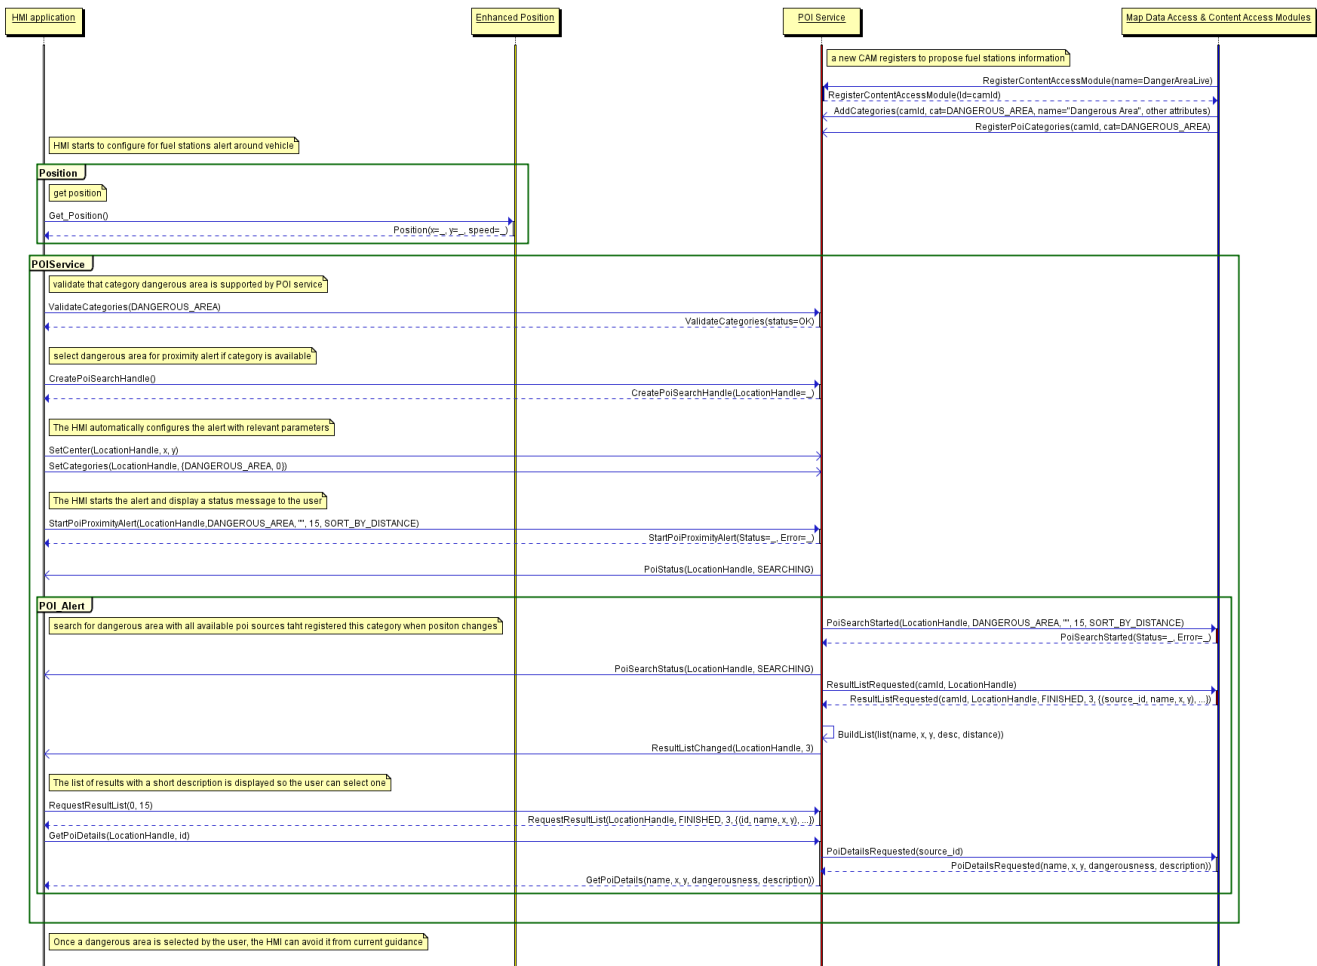 HMI application
Enhanced Position
POI Service
Map Data Access & Content Access Modules
a new CAM registers to propose fuel stations information
RegisterContentAccessModule(name=DangerAreaLive)
RegisterContentAccessModule(Id=camId)
AddCategories(camId, cat=DANGEROUS_AREA, name="Dangerous Area", other attributes)
RegisterPoiCategories(camId, cat=DANGEROUS_AREA)
HMI starts to configure for fuel stations alert around vehicle
Position
get position
Get_Position()
Position(x=_, y=_, speed=_)
POIService
validate that category dangerous area is supported by POI service
ValidateCategories(DANGEROUS_AREA)
ValidateCategories(status=OK)
select dangerous area for proximity alert if category is available
CreatePoiSearchHandle()
CreatePoiSearchHandle(LocationHandle=_)
The HMI automatically configures the alert with relevant parameters
SetCenter(LocationHandle, x, y)
SetCategories(LocationHandle, {DANGEROUS_AREA, 0})
The HMI starts the alert and display a status message to the user
StartPoiProximityAlert(LocationHandle,DANGEROUS_AREA, "", 15, SORT_BY_DISTANCE)
StartPoiProximityAlert(Status=_, Error=_)
PoiStatus(LocationHandle, SEARCHING)
POI_Alert
search for dangerous area with all available poi sources taht registered this category when positon changes
PoiSearchStarted(LocationHandle, DANGEROUS_AREA, "", 15, SORT_BY_DISTANCE)
PoiSearchStarted(Status=_, Error=_)
PoiSearchStatus(LocationHandle, SEARCHING)
ResultListRequested(camId, LocationHandle)
ResultListRequested(camId, LocationHandle, FINISHED, 3, {(source_id, name, x, y), ...})
BuildList(list(name, x, y, desc, distance))
ResultListChanged(LocationHandle, 3)
The list of results with a short description is displayed so the user can select one
RequestResultList(0, 15)
RequestResultList(LocationHandle, FINISHED, 3, {(id, name, x, y), ...})
GetPoiDetails(LocationHandle, id)
PoiDetailsRequested(source_id)
PoiDetailsRequested(name, x, y, dangerousness, description))
GetPoiDetails(name, x, y, dangerousness, description))
Once a dangerous area is selected by the user, the HMI can avoid it from current guidance